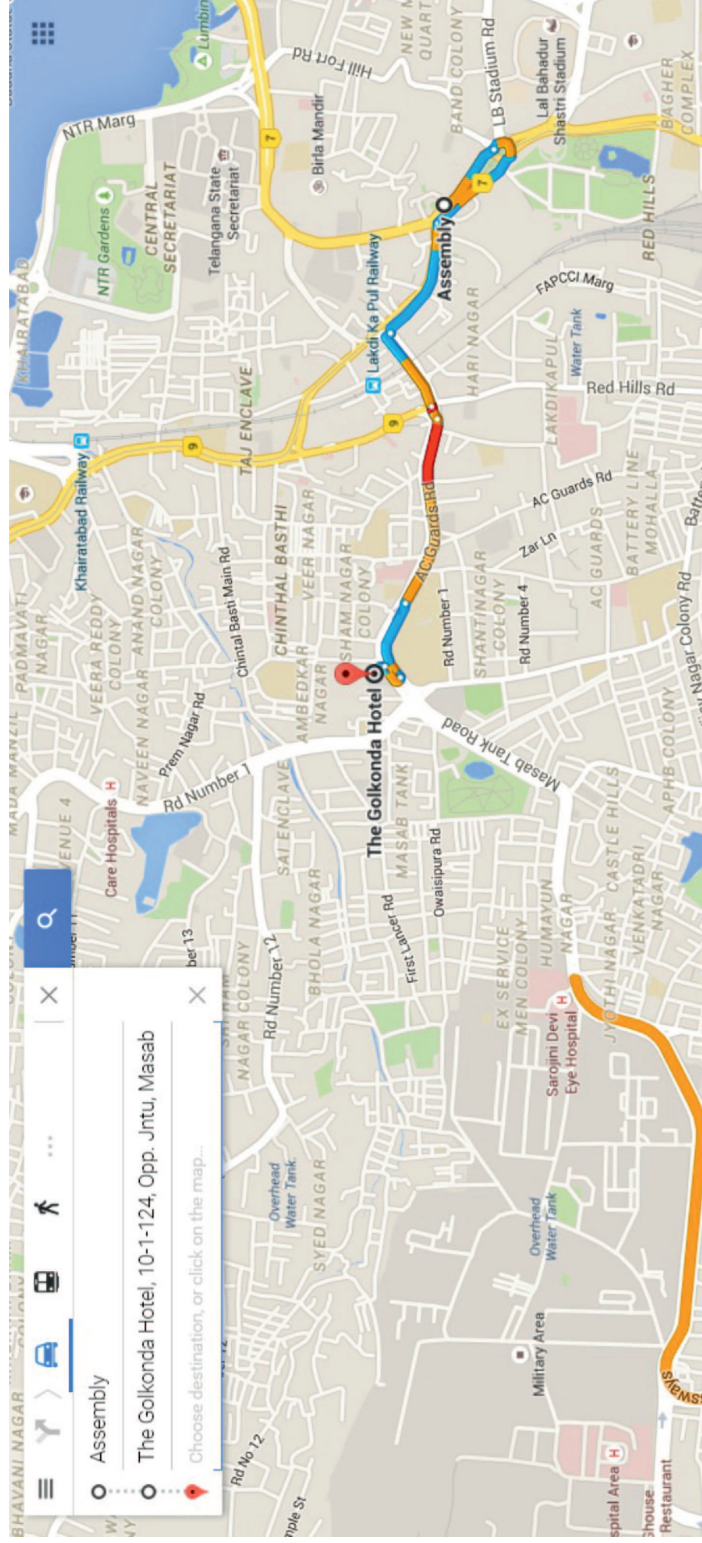 Assembly
The Golkonda Hotel, 10-1-124, Opp. Jntu, Masab
Choose destination, or click on the map...
BHAVANI NAGAR
Rd No 12
Overhead
Water Tank
SYED NAGAR
Military Area
Overhead
Water Tank
Restaurant
NAGAR COLONY
Rd Number 12
BHOLA NAGAR
SAI ENCLAVE
First Lancer Rd
Owaisipura Rd
MASAB TANK
EX SERVICE
MEN COLONY
HUMAYUN
NAGAR
Sarojini Devi
Eye Hospital
H
JYOTHI NAGAR
CASTLE HILLS
VENKATADRI
NAGAR
APHB COLONY
Masab Tank Road
Care Hospitals H
Rd Number 1
Prem Nagar Rd
NAVEEN NAGAR
VEERA REDDY
COLONY
ANAND NAGAR
COLONY
PADMAVATI
NAGAR
Chintal Basti Main Rd
CHINTHAL BASTHI
AMBEDKAR
NAGAR
VEER NAGAR
SHAM NAGAR
COLONY
The Golkonda Hotel
AC Guards Rd
Rd Number 1
SHANTINAGAR
COLONY
Rd Number 4
Zar Ln
AC Guards Rd
AC GUARDS
BATTERY LINE
MOHALLA
Nagar Colony Rd
KHAIRATABAD
Khairatabad Railway
9
TAJ ENCLAVE
9
Lakdi Ka Pul Railway
HARI NAGAR
LAKDIKAPUL
Red Hills Rd
Water Tank
FAPCCI Marg
RED HILLS
Assembly
7
NTR Marg
NTR Gardens
CENTRAL
SECRETARIAT
Telangana State
Secretariat
7
Birla Mandir
Hill Fort Rd
BAND COLONY
LB Stadium Rd
Lal Bahadur
Shastri Stadium
BAGHER
COMPLEX